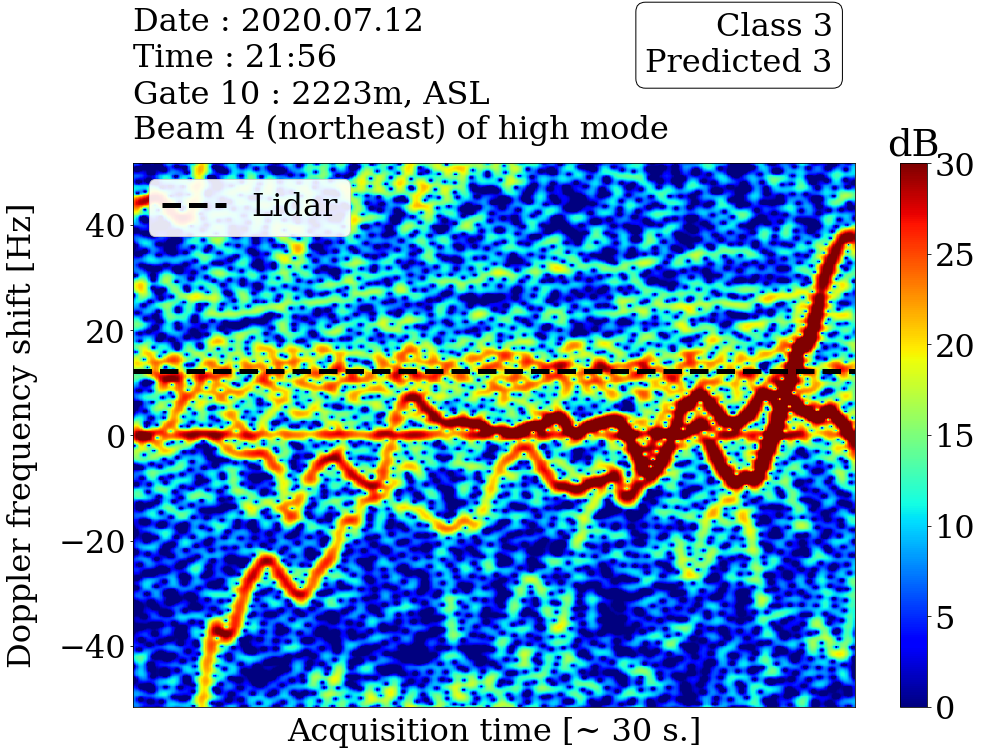 Date : 2020.07.12
Time : 21:56
Gate 10 : 2223m, ASL
Beam 4 (northeast) of high mode
Class 3
Predicted 3
dB
Lidar
Doppler frequency shift [Hz]
40
20
0
−20
−40
30
25
20
15
10
5
0
Acquisition time [~ 30 s.]